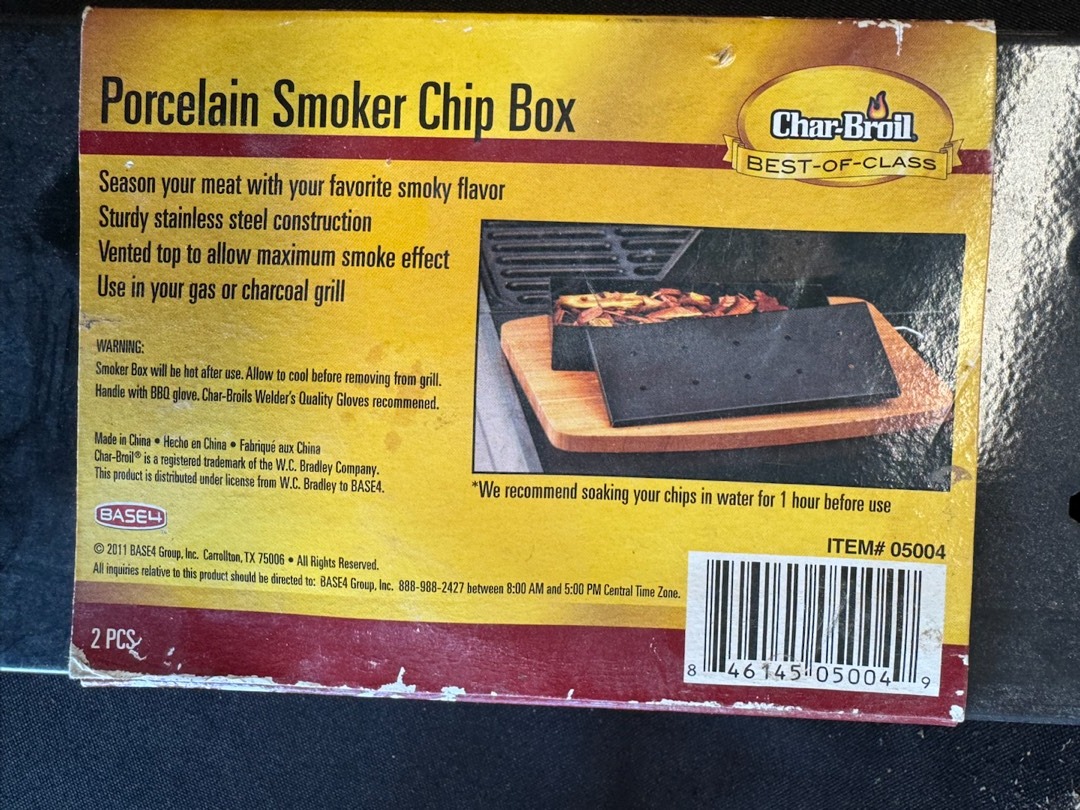 Porcelain Smoker Chip Box
Char-Broil
BEST-OF-CLASS
Season your meat with your favorite smoky flavor
Sturdy stainless steel construction
Vented top to allow maximum smoke effect
Use in your gas or charcoal grill
WARNING:
Smoker Box will be hot after use. Allow to cool before removing from grill.
Handle with BBQ glove. Char-Broils Welder's Quality Gloves recommened.
Made in China • Hecho en China • Fabriqué aux China
Char-Broil® is a registered trademark of the W.C. Bradley Company.
This product is distributed under license from W.C. Bradley to BASE4.
*We recommend soaking your chips in water for 1 hour before use
BASE4
ITEM# 05004
© 2011 BASE4 Group, Inc. Carrollton, TX 75006 • All Rights Reserved.
All inquiries relative to this product should be directed to: BASE4 Group, Inc. 888-988-2427 between 8:00 AM and 5:00 PM Central Time Zone.
2 PCS
8 46145 05004 9